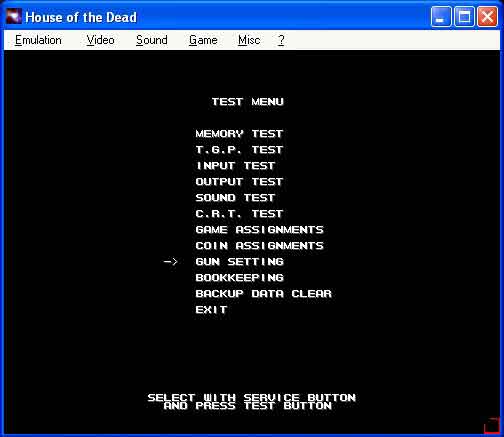 House of the Dead
Emulation Video Sound Game Misc ?
TEST MENU
MEMORY TEST
T.G.P. TEST
INPUT TEST
OUTPUT TEST
SOUND TEST
C.R.T. TEST
GAME ASSIGNMENTS
COIN ASSIGNMENTS
-> GUN SETTING
BOOKKEEPING
BACKUP DATA CLEAR
EXIT
SELECT WITH SERVICE BUTTON
AND PRESS TEST BUTTON